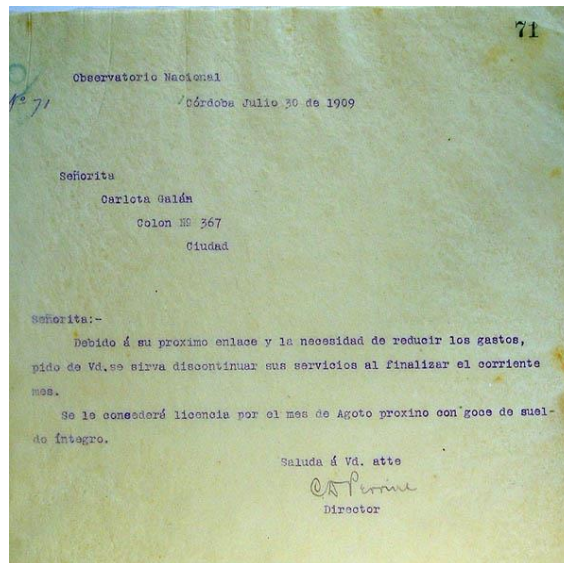 71
Observatorio Nacional
Nº 71
Córdoba Julio 30 de 1909
Señorita
Carlota Galán
Colon Nº 367
Ciudad
Señorita:-
Debido á su proximo enlace y la necesidad de reducir los gastos,
pido de Vd.se sirva discontinuar sus servicios al finalizar el corriente
mes.
Se le concederá licencia por el mes de Agoto proxino con goce de suel-
do íntegro.
Saluda á Vd. atte
CD Perrine
Director